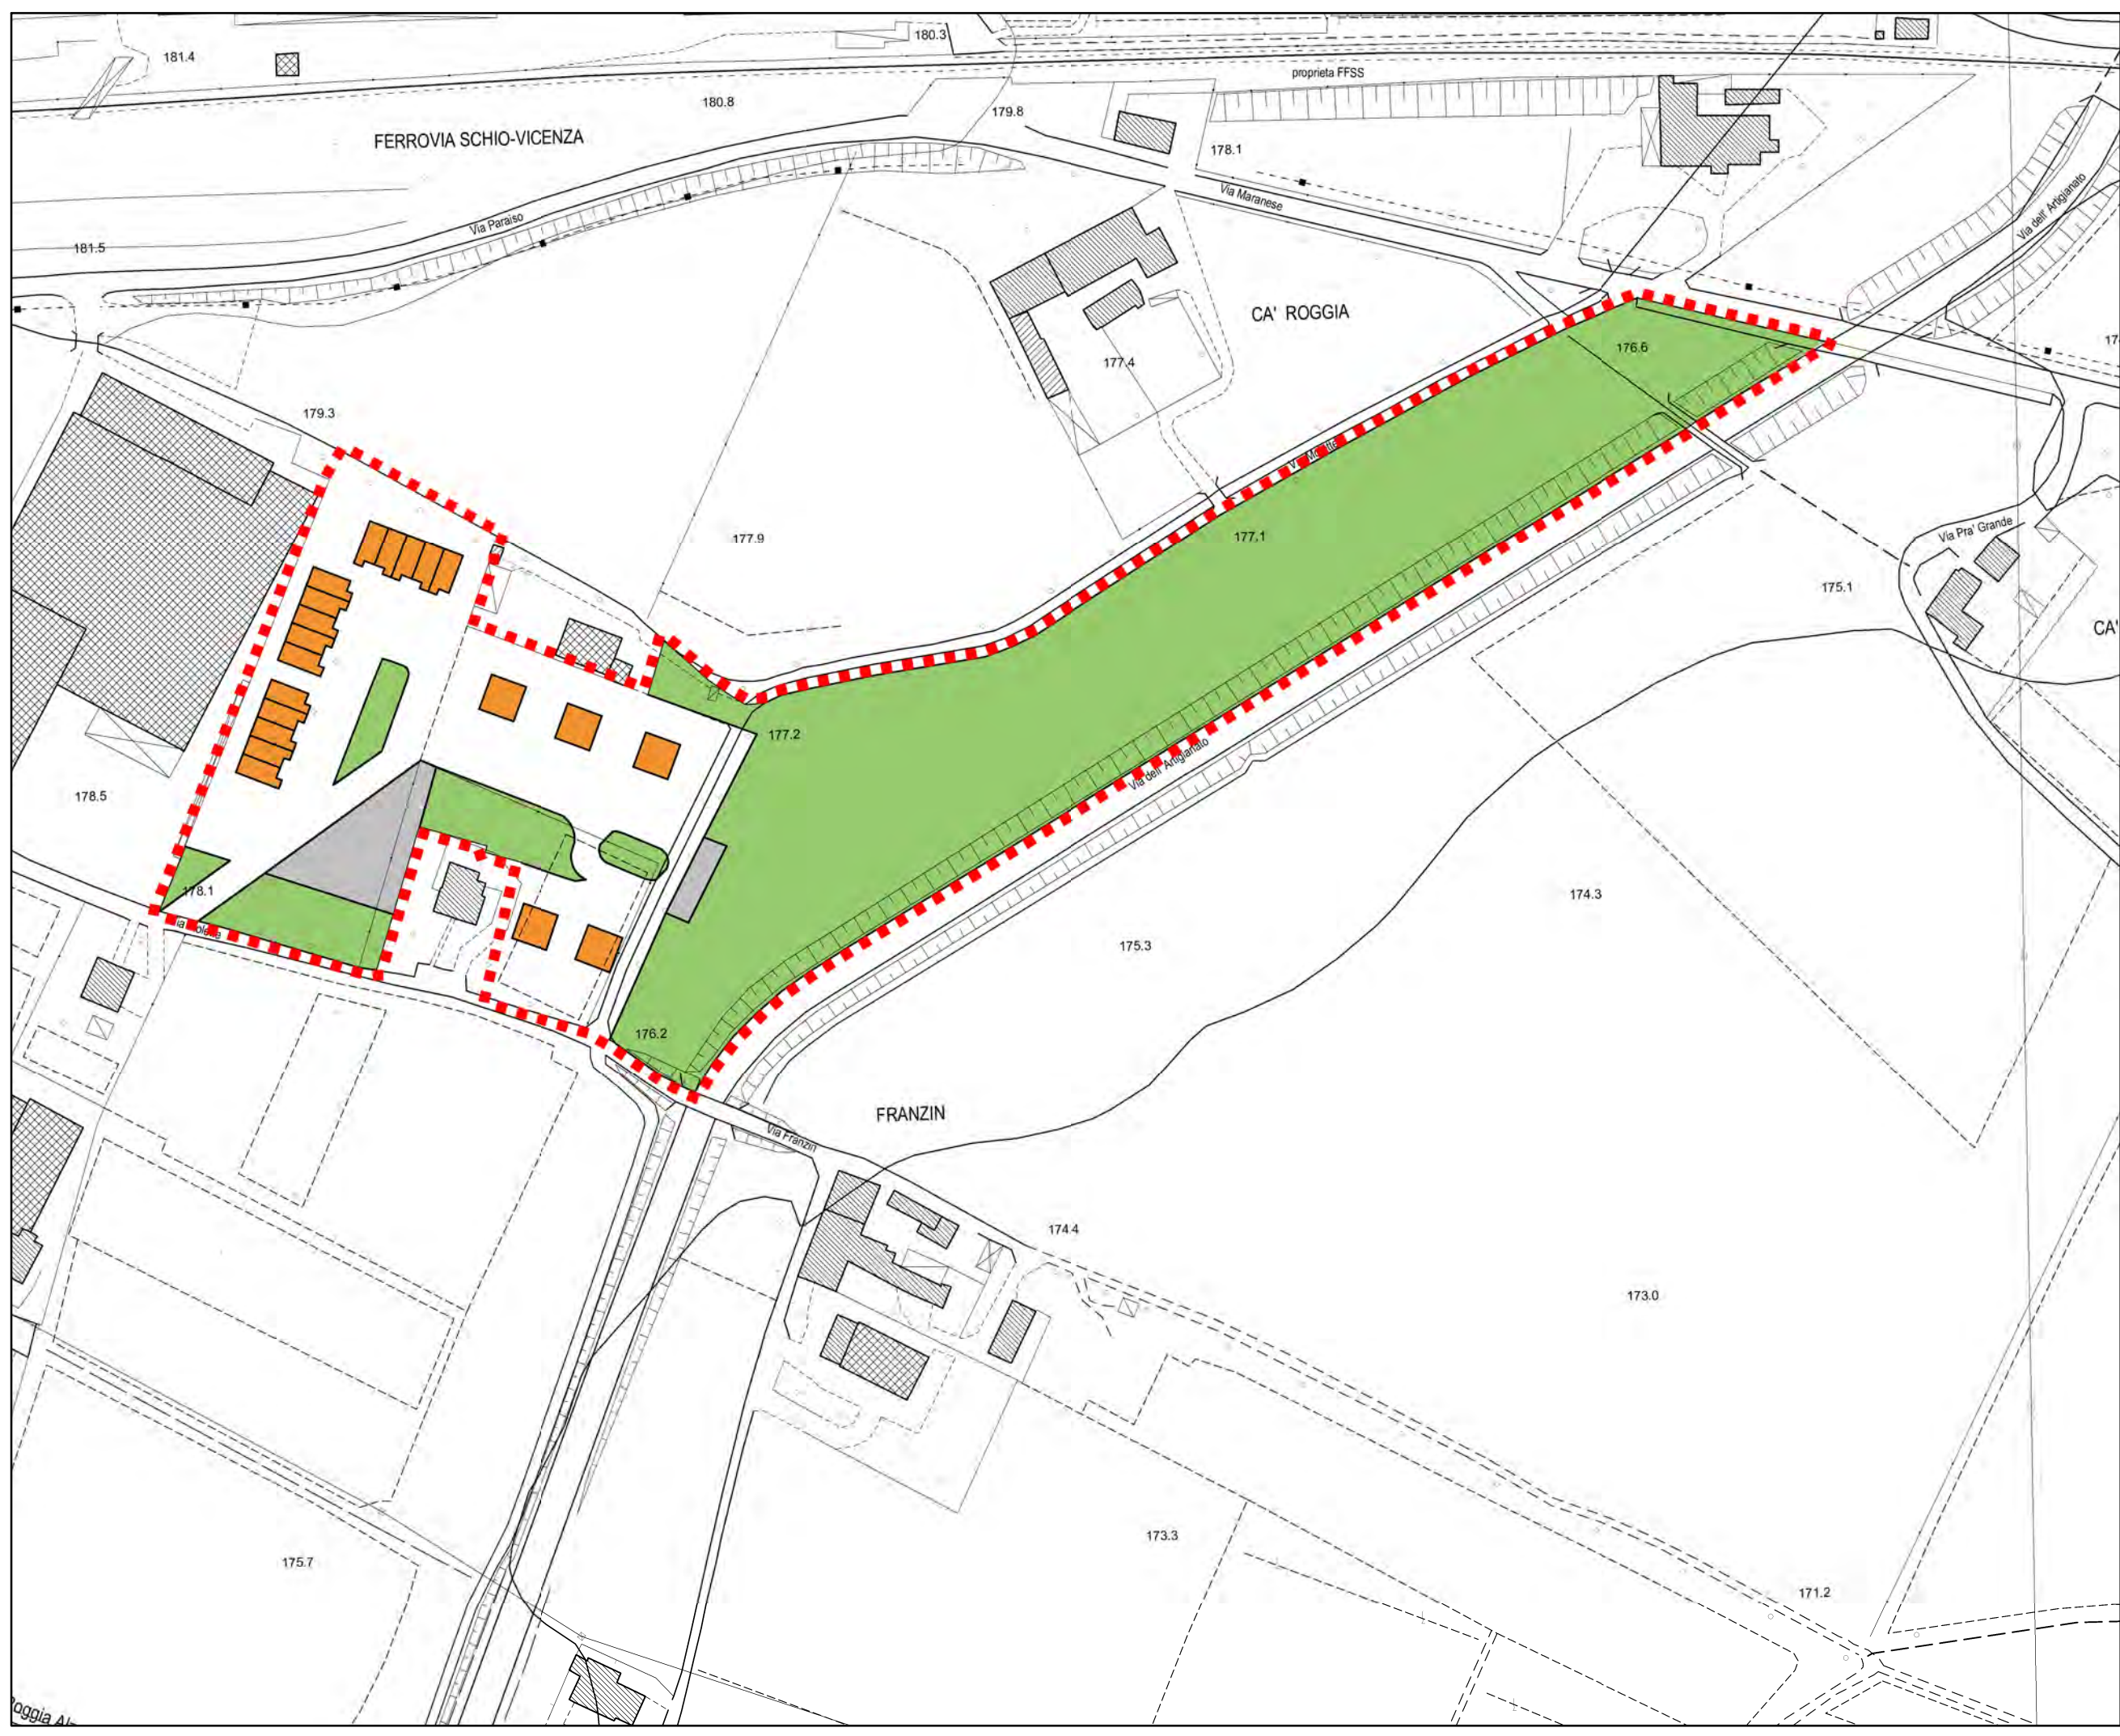 180.3
181.4
proprieta FFSS
180.8
179.8
FERROVIA SCHIO-VICENZA
178.1
Via Maranese
Via dell' Artigianato
Via Paraiso
181.5
CA' ROGGIA
176.6
177.4
179.3
177.1
177.9
Via Pra' Grande
175.1
CA'
177.2
Via dell' Artigianato
178.5
178.1
174.3
175.3
176.2
FRANZIN
Via Franzin
174.4
173.0
173.3
175.7
171.2